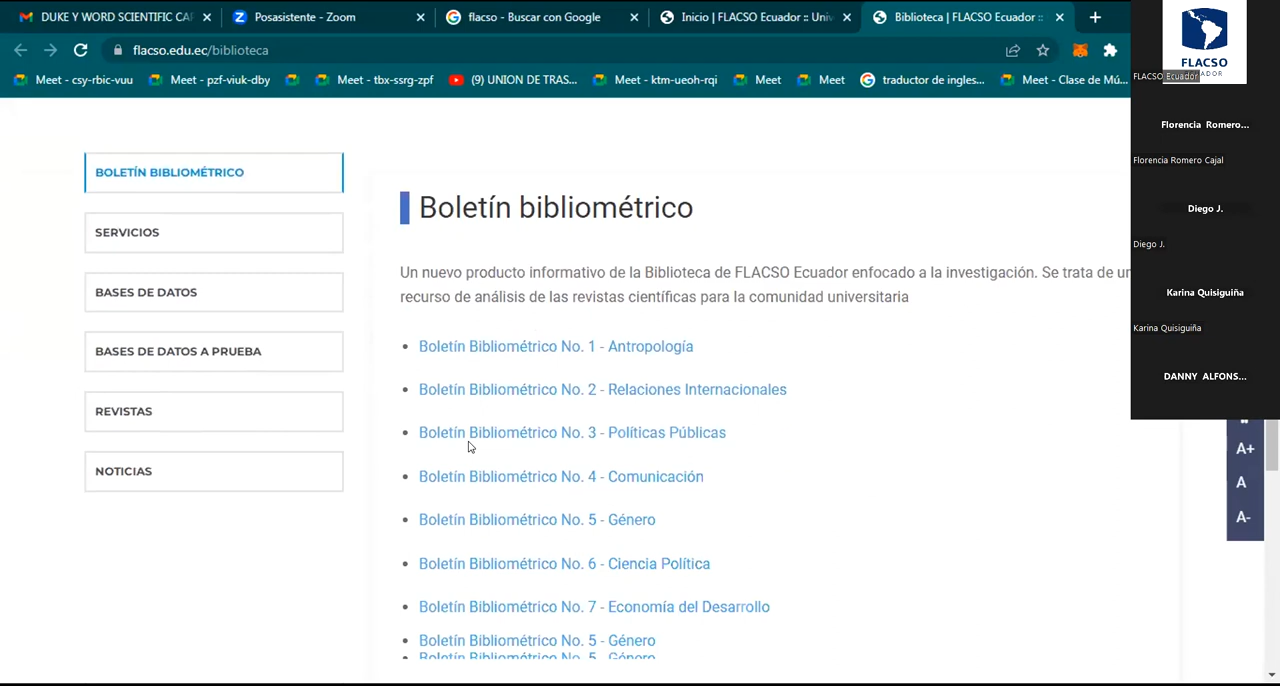 DUKE Y WORD SCIENTIFIC CA
Posasistente - Zoom
flacso - Buscar con Google
Inicio | FLACSO Ecuador :: Univ
Biblioteca | FLACSO Ecuador ::
flacso.edu.ec/biblioteca
Meet - csy-rbic-vuu
Meet - pzf-viuk-dby
Meet - tbx-ssrg-pzf
(9) UNION DE TRAS...
Meet - ktm-ueoh-rqi
Meet
Meet
traductor de ingles...
Meet - Clase de Mú...
FLACSO
ECUADOR
FLACSO Ecuador
Florencia Romero...
Florencia Romero Cajal
Diego J.
Diego J.
Karina Quisiguiña
Karina Quisiguiña
DANNY ALFONS...
BOLETÍN BIBLIOMÉTRICO
SERVICIOS
BASES DE DATOS
BASES DE DATOS A PRUEBA
REVISTAS
NOTICIAS
Boletín bibliométrico
Un nuevo producto informativo de la Biblioteca de FLACSO Ecuador enfocado a la investigación. Se trata de un
recurso de análisis de las revistas científicas para la comunidad universitaria
Boletín Bibliométrico No. 1 - Antropología
Boletín Bibliométrico No. 2 - Relaciones Internacionales
Boletín Bibliométrico No. 3 - Políticas Públicas
Boletín Bibliométrico No. 4 - Comunicación
Boletín Bibliométrico No. 5 - Género
Boletín Bibliométrico No. 6 - Ciencia Política
Boletín Bibliométrico No. 7 - Economía del Desarrollo
Boletín Bibliométrico No. 5 - Género
Boletín Bibliométrico No. 5 - Género
A+
A
A-